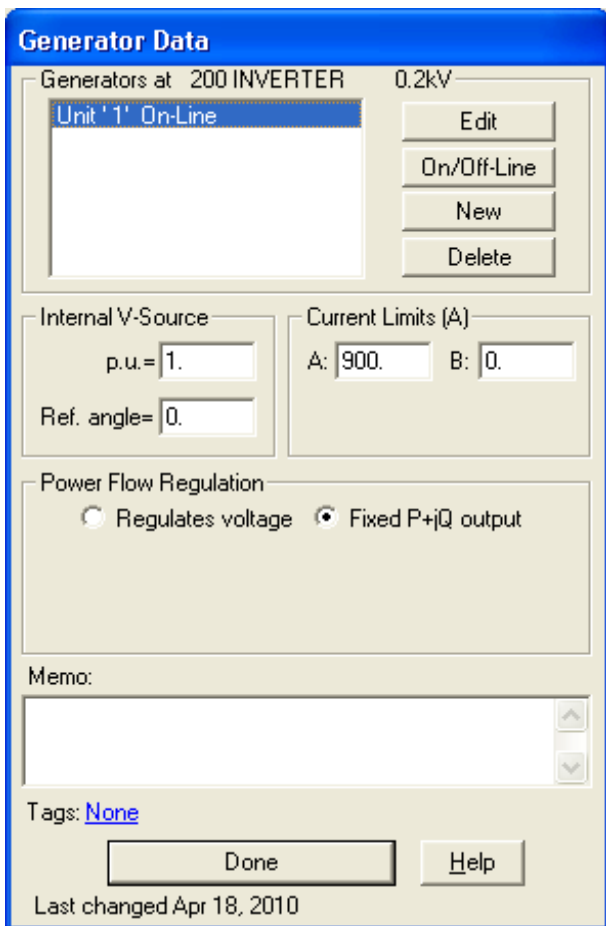 Generator Data
Generators at 200 INVERTER 0.2kV
Unit '1' On-Line
Edit
On/Off-Line
New
Delete
Internal V-Source
p.u.= 1.
Ref. angle= 0.
Current Limits (A)
A: 900. B: 0.
Power Flow Regulation
Regulates voltage Fixed P+jQ output
Memo:
Tags: None
Done Help
Last changed Apr 18, 2010